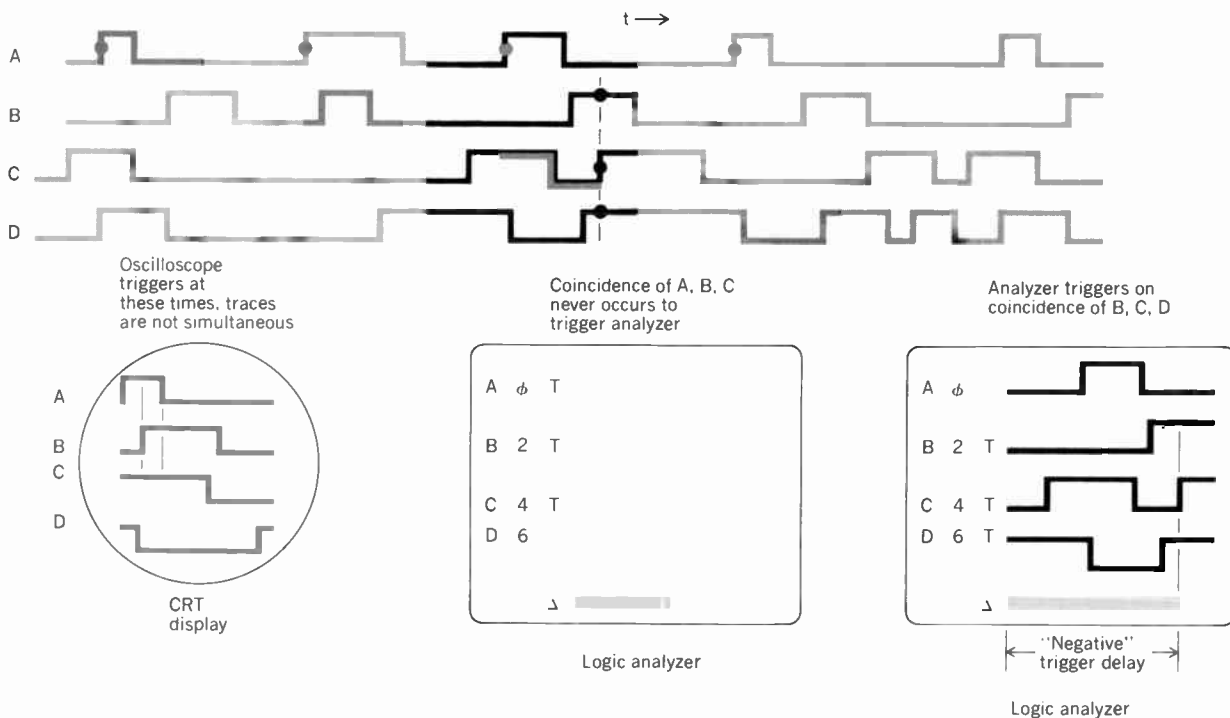 t →
A
B
C
D
Oscilloscope
triggers at
these times, traces
are not simultaneous
Coincidence of A, B, C
never occurs to
trigger analyzer
Analyzer triggers on
coincidence of B, C, D
A
B
C
D
CRT
display
A ϕ T
B 2 T
C 4 T
D 6
Logic analyzer
A ϕ
B 2 T
C 4 T
D 6 T
"Negative"
trigger delay
Logic analyzer